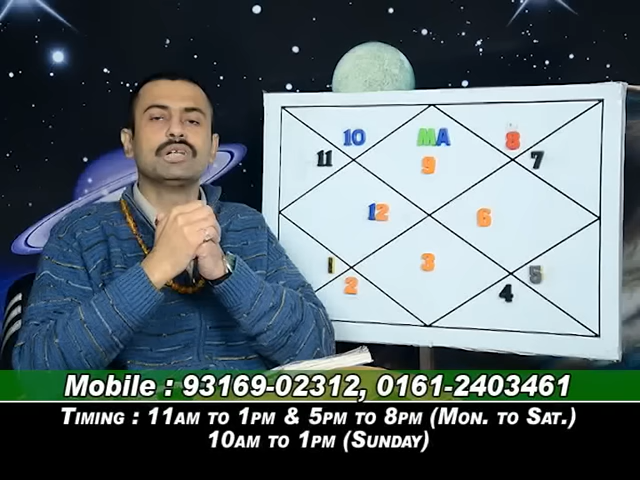 10 MA 8
11 9 7
12 6
1 3 5
2 4
Mobile : 93169-02312, 0161-2403461
Timing : 11am to 1pm & 5pm to 8pm (Mon. to Sat.)
10am to 1pm (Sunday)